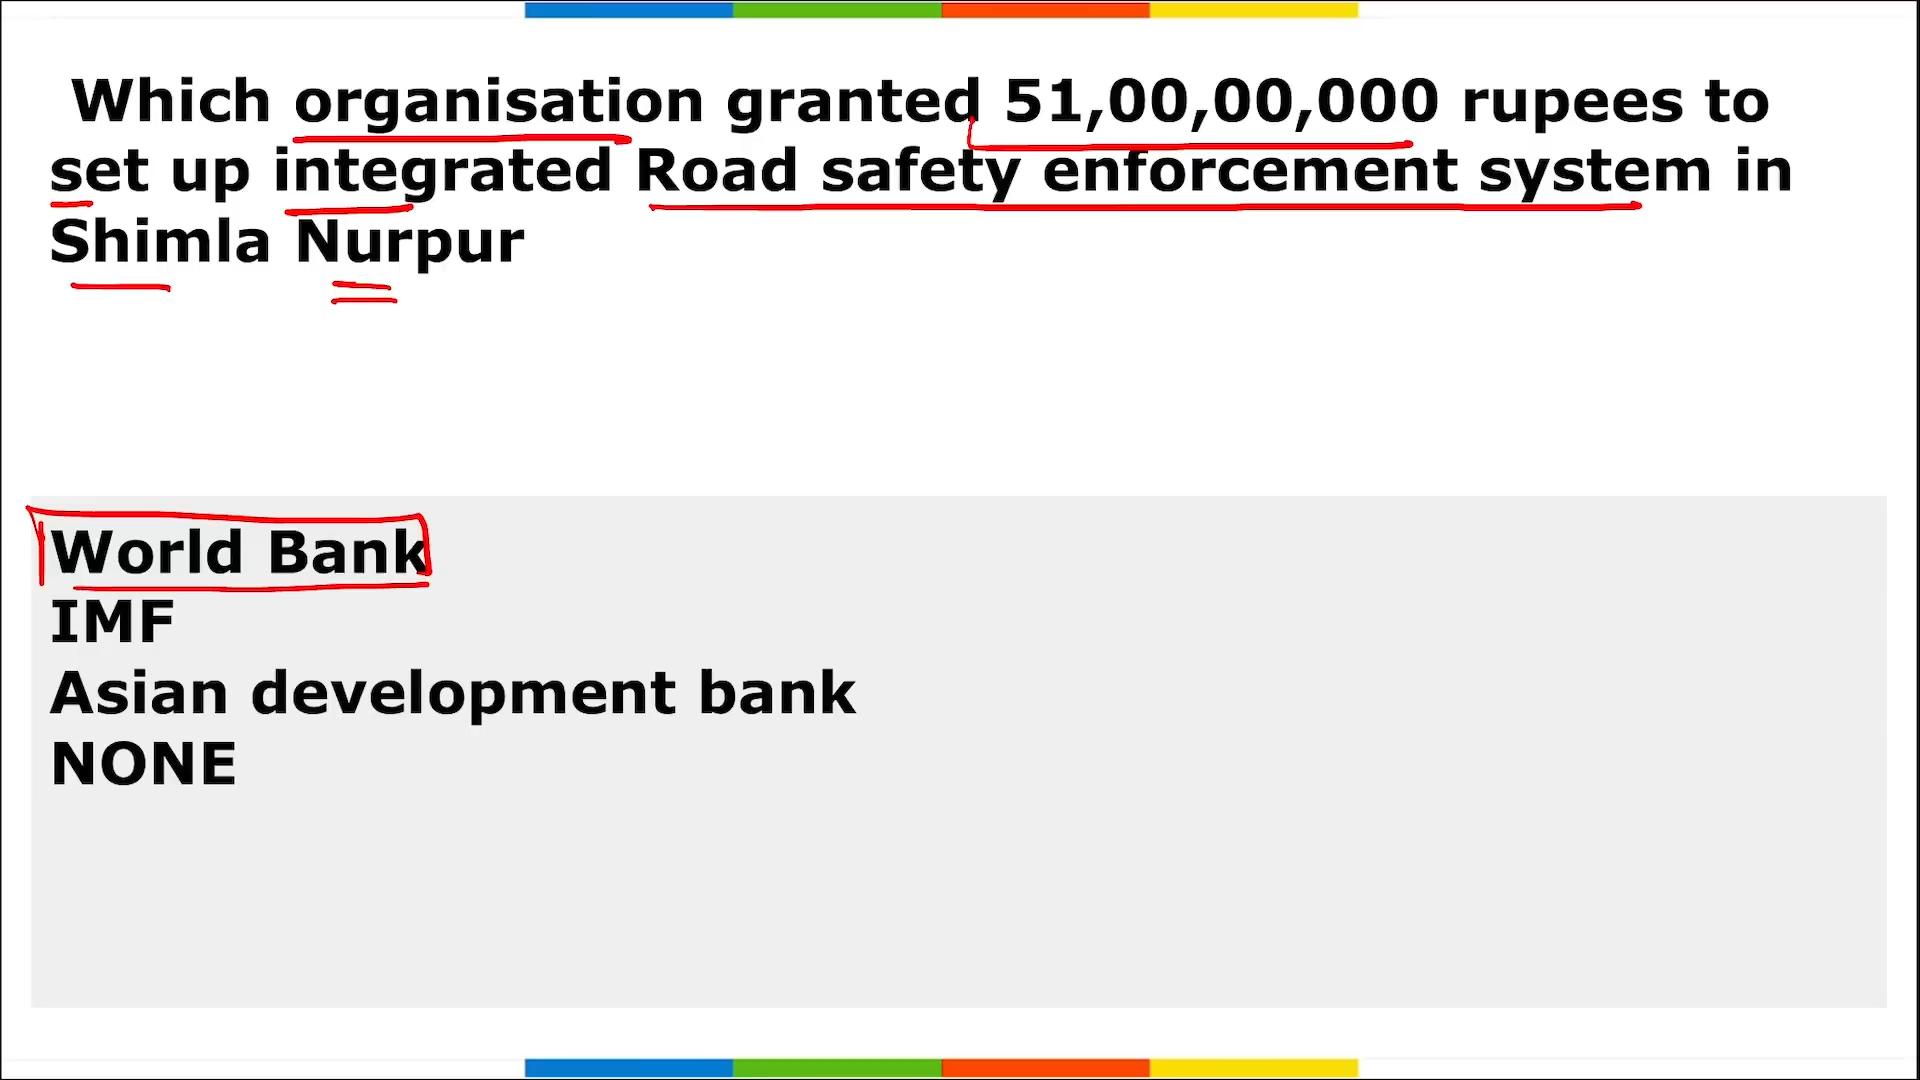 Which organisation granted 51,00,00,000 rupees to
set up integrated Road safety enforcement system in
Shimla Nurpur
World Bank
IMF
Asian development bank
NONE